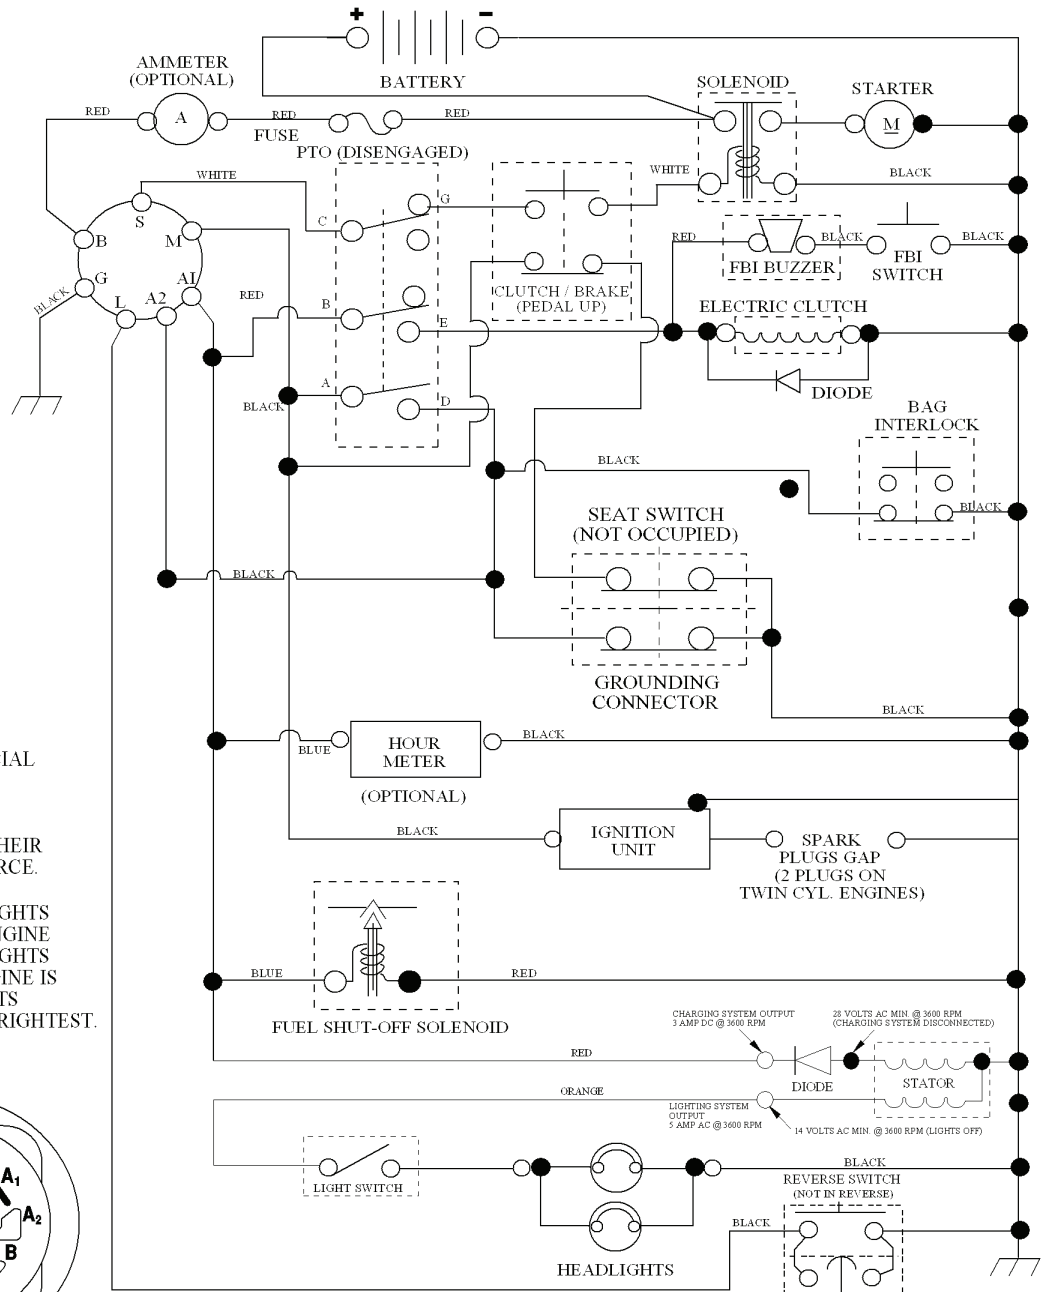 + -
BATTERY
AMMETER
(OPTIONAL)
SOLENOID
STARTER
RED
A
RED
FUSE
RED
M
PTO (DISENGAGED)
WHITE
WHITE
BLACK
S
C
G
B
M
RED
BLACK
BLACK
FBI BUZZER
FBI
SWITCH
G
A1
L
A2
BLACK
RED
B
E
CLUTCH / BRAKE
(PEDAL UP)
ELECTRIC CLUTCH
DIODE
A
BLACK
D
BAG
INTERLOCK
BLACK
BLACK
SEAT SWITCH
(NOT OCCUPIED)
BLACK
GROUNDING
CONNECTOR
BLACK
BLUE
HOUR
METER
BLACK
(OPTIONAL)
CIAL
HEIR
RCE.
GHTS
NGINE
GHTS
GINE IS
TS
RIGHTEST.
BLACK
IGNITION
UNIT
SPARK
PLUGS GAP
(2 PLUGS ON
TWIN CYL. ENGINES)
BLUE
RED
FUEL SHUT-OFF SOLENOID
CHARGING SYSTEM OUTPUT
3 AMP DC @ 3600 RPM
28 VOLTS AC MIN. @ 3600 RPM
(CHARGING SYSTEM DISCONNECTED)
RED
DIODE
STATOR
ORANGE
LIGHTING SYSTEM
OUTPUT
5 AMP AC @ 3600 RPM
14 VOLTS AC MIN. @ 3600 RPM (LIGHTS OFF)
LIGHT SWITCH
BLACK
REVERSE SWITCH
(NOT IN REVERSE)
BLACK
HEADLIGHTS
A1
A2
B